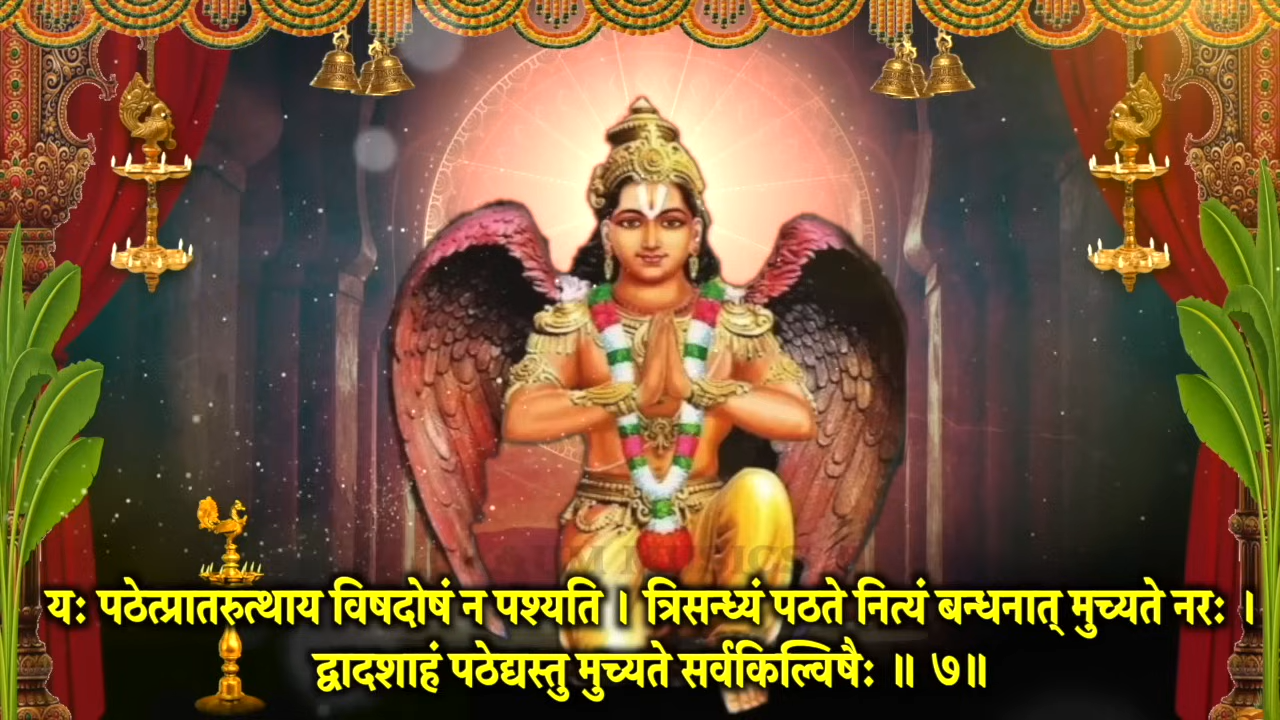 यः पठेत्प्रातरुत्थाय विषदोषं न पश्यति । त्रिसन्ध्यं पठते नित्यं बन्धनात् मुच्यते नरः ।
द्वादशाहं पठेद्यस्तु मुच्यते सर्वकिल्विषैः ॥ ७॥